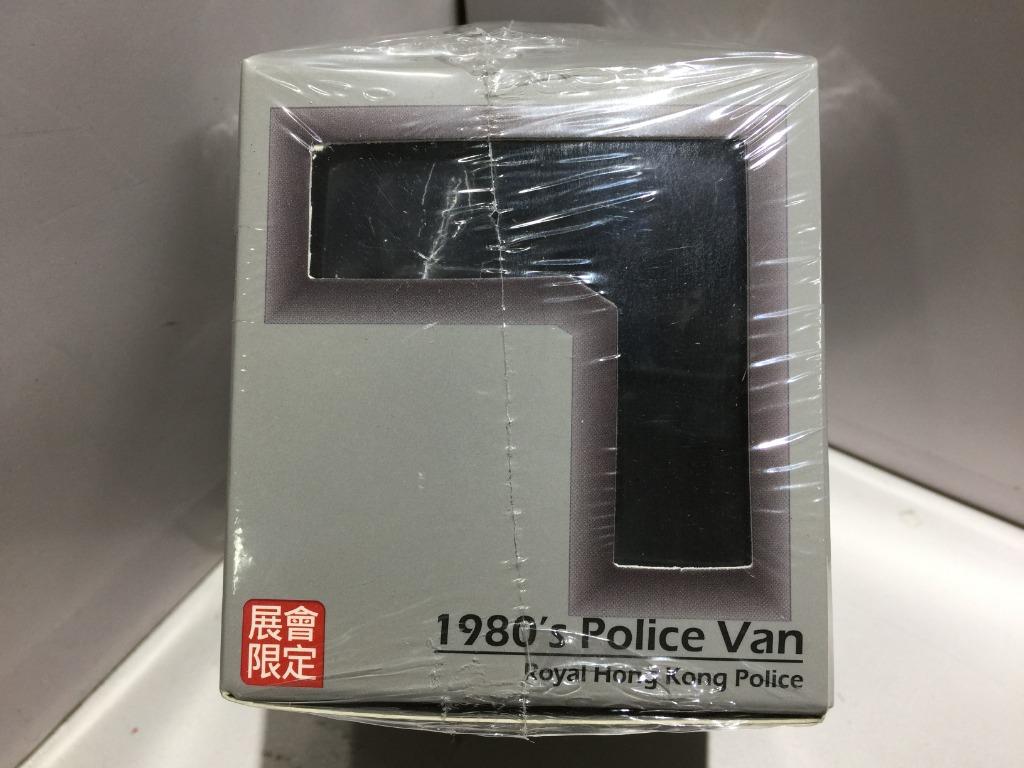 展會
限定
1980's Police Van
Royal Hong Kong Police